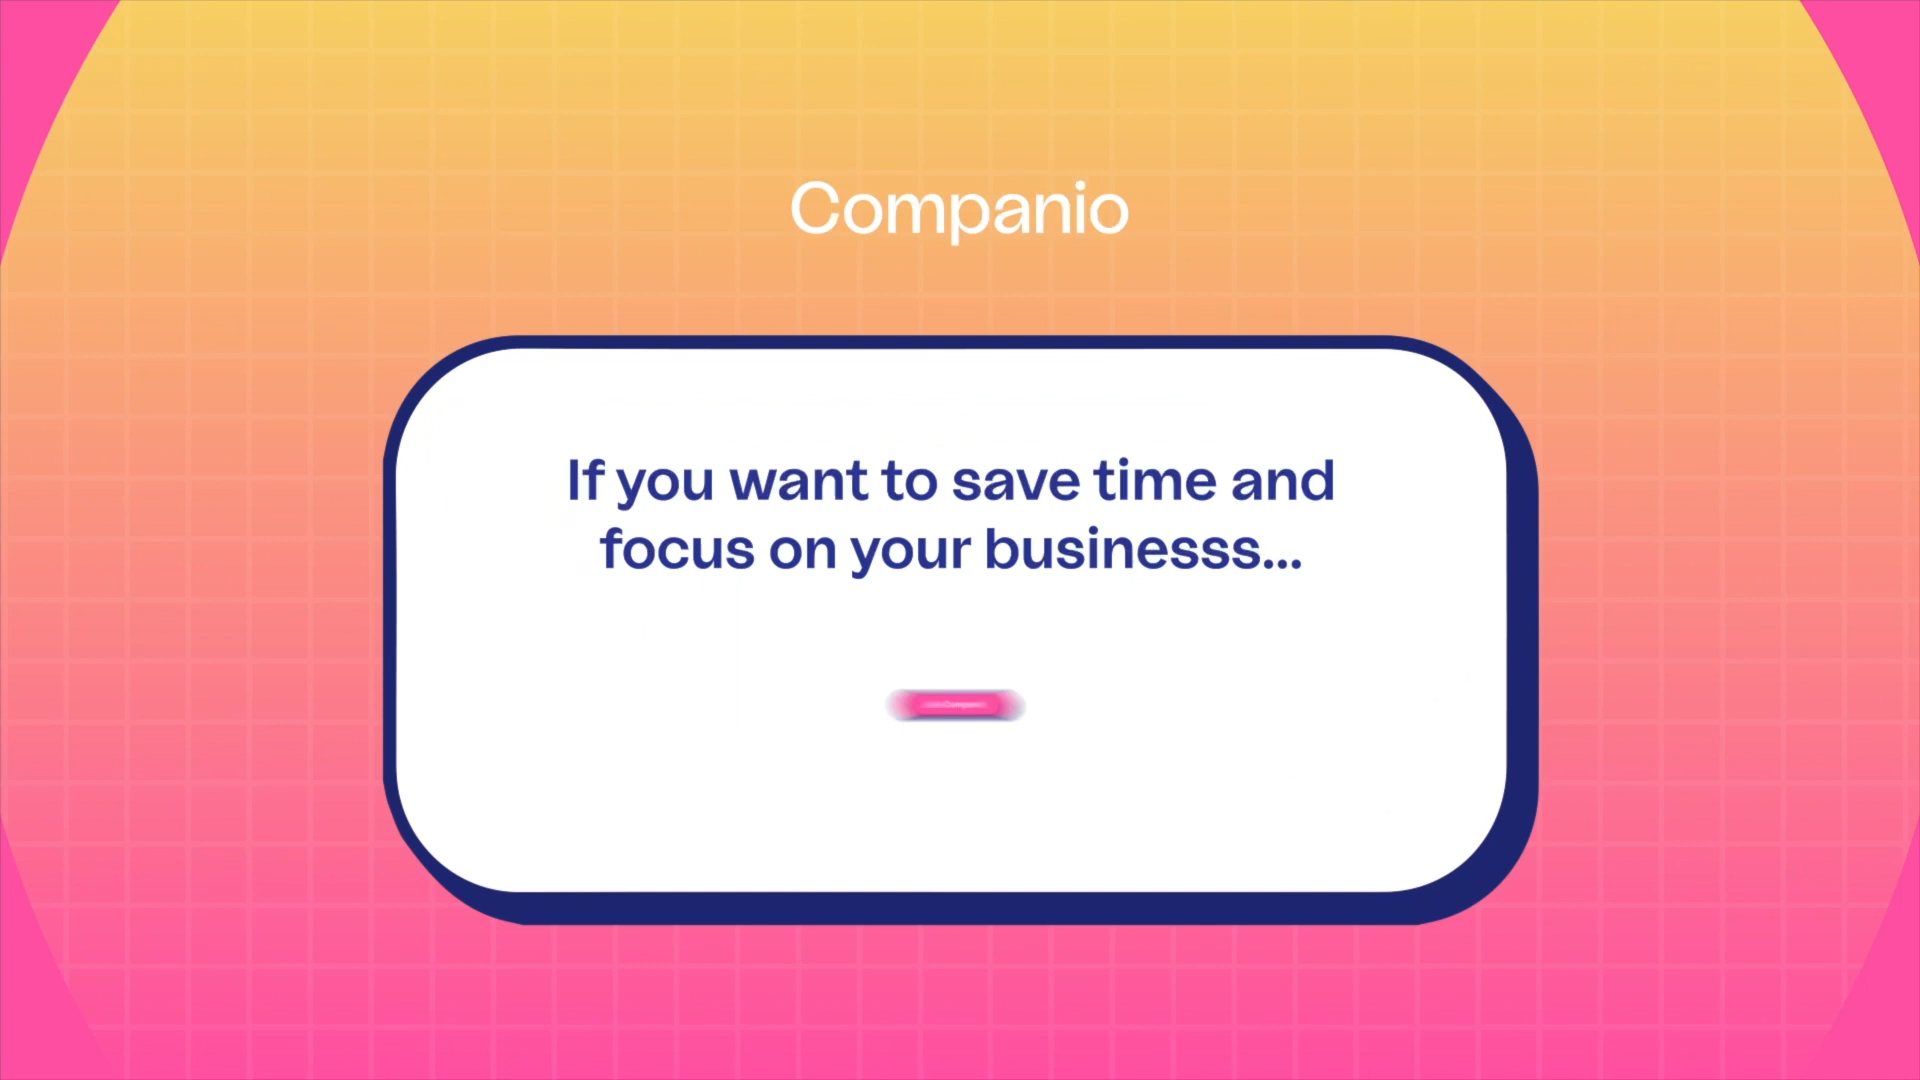 Companio
If you want to save time and
focus on your businesss...